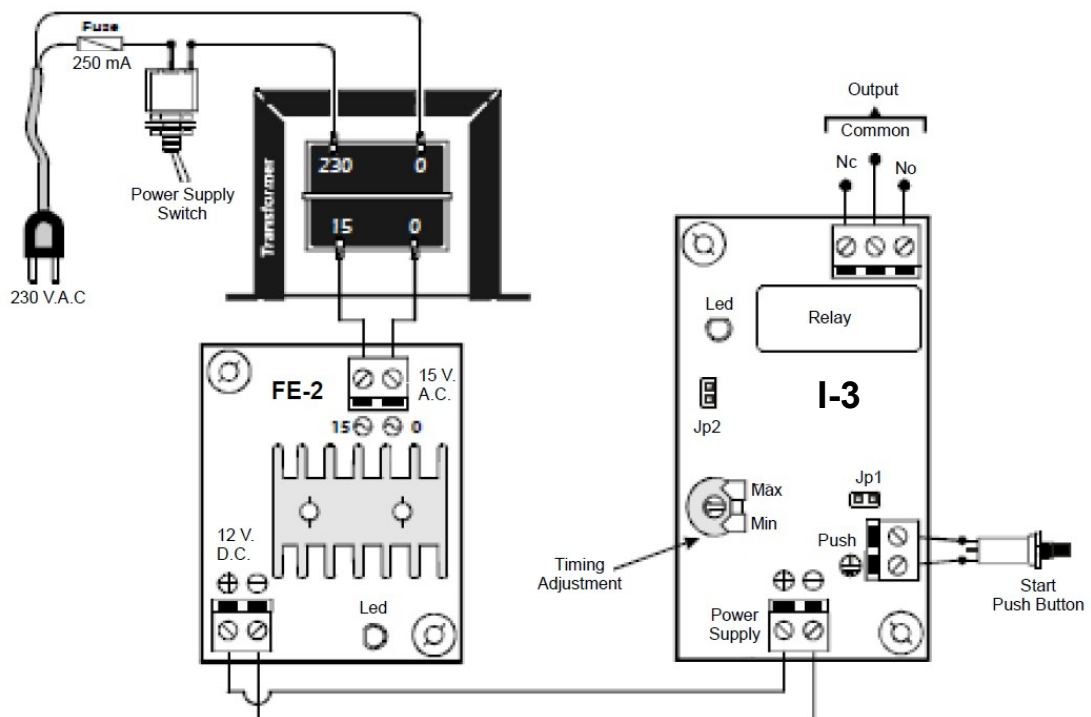 Fuse
250 mA
Power Supply
Switch
230 V.A.C
Transformer
230 0
15 0
FE-2
15 V.
A.C.
15 0
12 V.
D.C.
Led
Output
Common
Nc No
Led
Relay
I-3
Jp2
Jp1
Max
Min
Push
Timing
Adjustment
Start
Push Button
Power
Supply